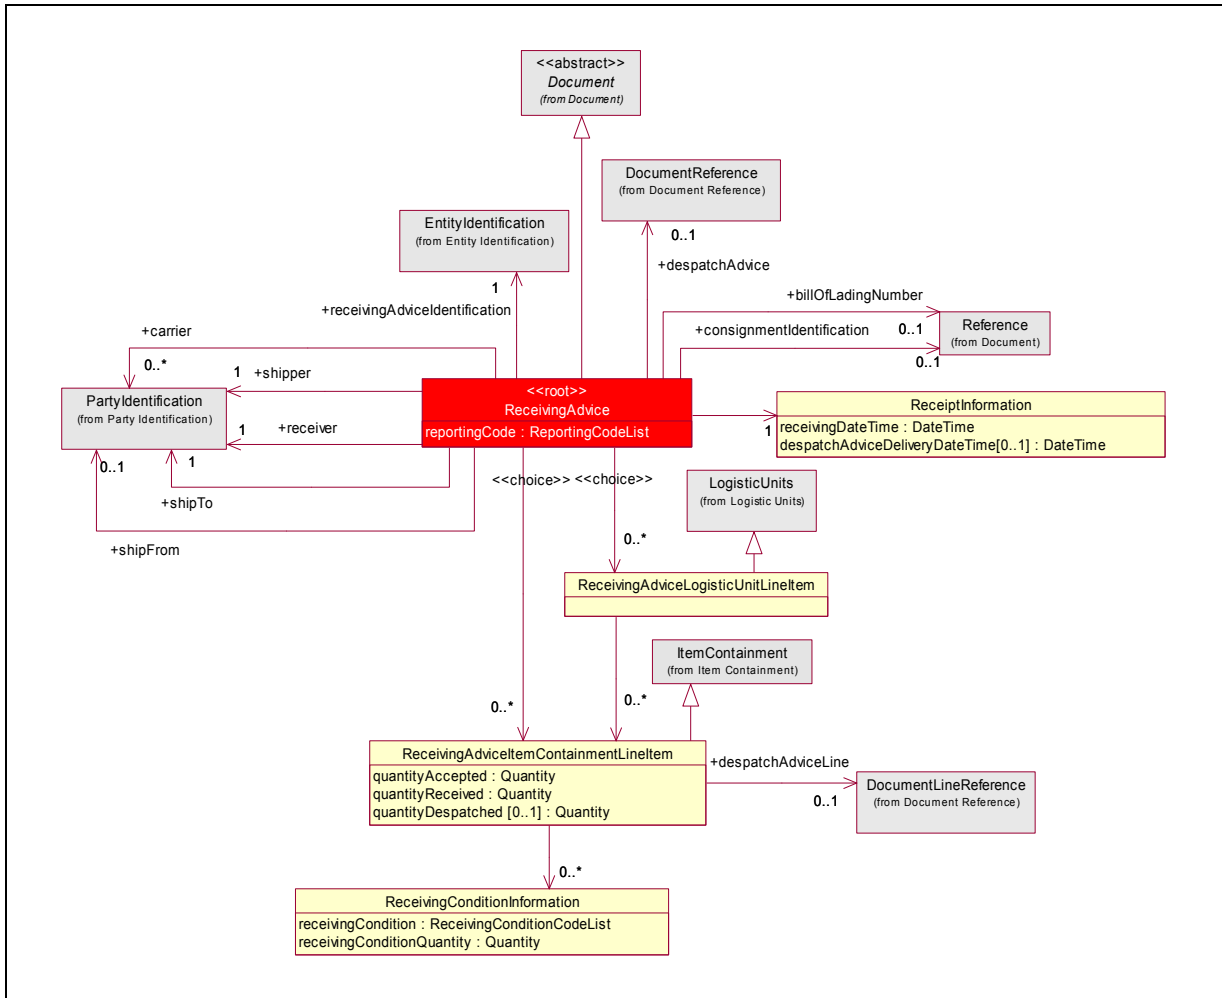 <<abstract>>
Document
(from Document)
DocumentReference
(from Document Reference)
EntityIdentification
(from Entity Identification)
0..1
+despatchAdvice
1
+receivingAdviceIdentification
+billOfLadingNumber
0..1
+consignmentIdentification
0..1
Reference
(from Document)
+carrier
0..*
1
+shipper
PartyIdentification
(from Party Identification)
1
+receiver
0..1
1
+shipTo
+shipFrom
<<root>>
ReceivingAdvice
reportingCode : ReportingCodeList
1
ReceiptInformation
receivingDateTime : DateTime
despatchAdviceDeliveryDateTime[0..1] : DateTime
<<choice>>
<<choice>>
LogisticUnits
(from Logistic Units)
0..*
ReceivingAdviceLogisticUnitLineItem
ItemContainment
(from Item Containment)
0..*
0..*
ReceivingAdviceItemContainmentLineItem
quantityAccepted : Quantity
quantityReceived : Quantity
quantityDespatched [0..1] : Quantity
+despatchAdviceLine
0..1
DocumentLineReference
(from Document Reference)
0..*
ReceivingConditionInformation
receivingCondition : ReceivingConditionCodeList
receivingConditionQuantity : Quantity